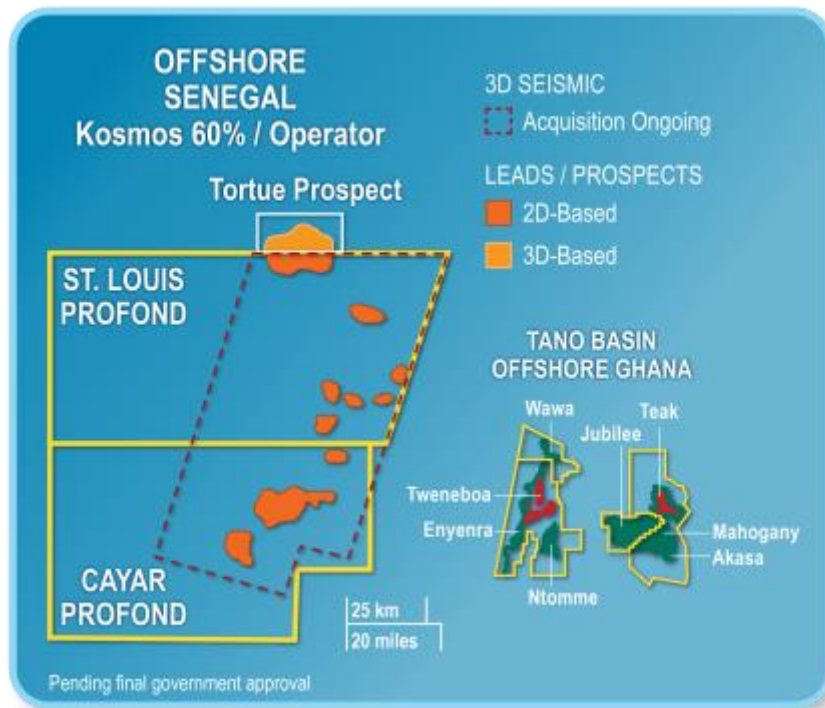 OFFSHORE
SENEGAL
Kosmos 60% / Operator
Tortue Prospect
ST. LOUIS
PROFOND
CAYAR
PROFOND
3D SEISMIC
Acquisition Ongoing
LEADS / PROSPECTS
2D-Based
3D-Based
TANO BASIN
OFFSHORE GHANA
Wawa
Teak
Jubilee
Tweneboa
Enyenra
Mahogany
Akasa
Ntomme
25 km
20 miles
Pending final government approval